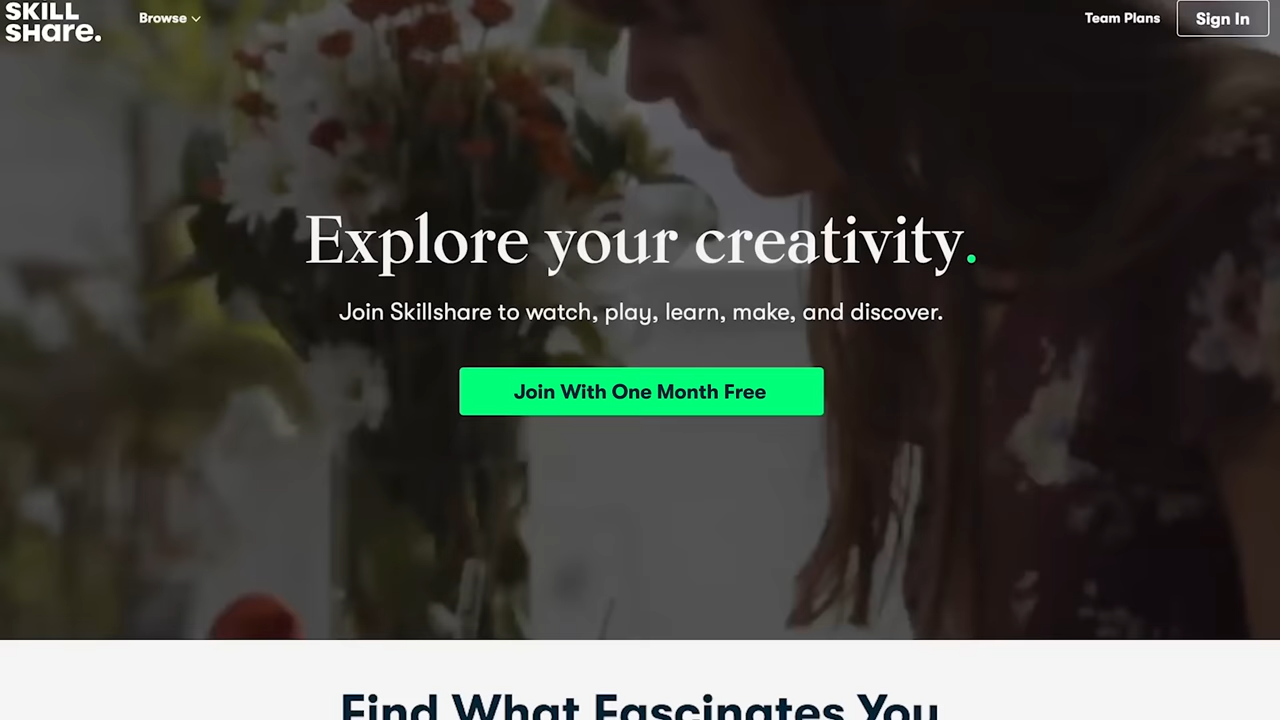 SKILL
SHare.
Browse
Team Plans
Sign In
Explore your creativity.
Join Skillshare to watch, play, learn, make, and discover.
Join With One Month Free
Find What Fascinates You